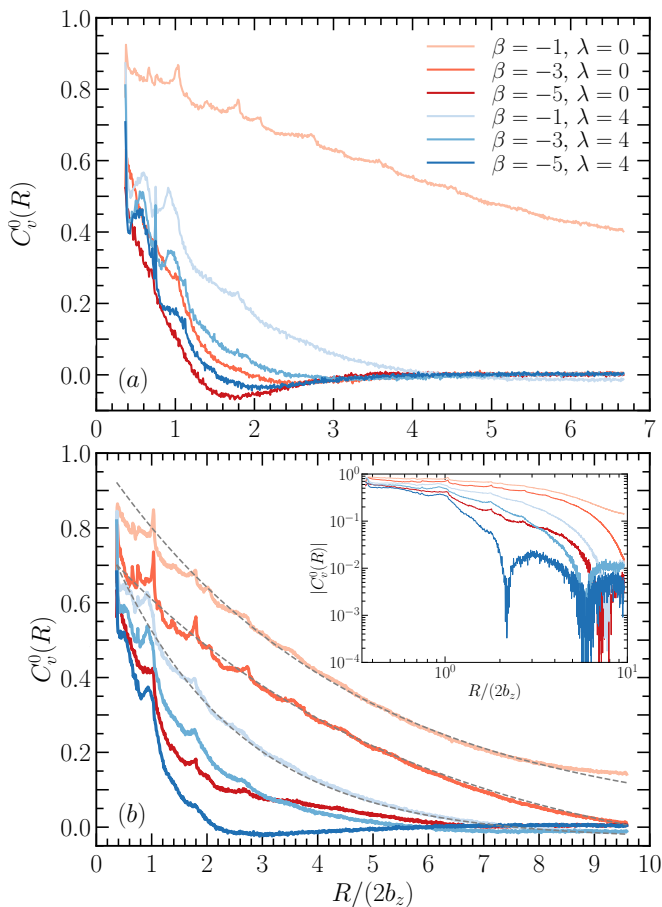 1.0
0.8
0.6
0.4
0.2
0.0
C_v^0(R)
β = −1, λ = 0
β = −3, λ = 0
β = −5, λ = 0
β = −1, λ = 4
β = −3, λ = 4
β = −5, λ = 4
(a)
0 1 2 3 4 5 6 7
1.0
0.8
0.6
0.4
0.2
0.0
C_v^0(R)
10^0
10^{−1}
10^{−2}
10^{−3}
10^{−4}
|C_v^0(R)|
10^0 10^1
R/(2b_z)
(b)
0 1 2 3 4 5 6 7 8 9 10
R/(2b_z)